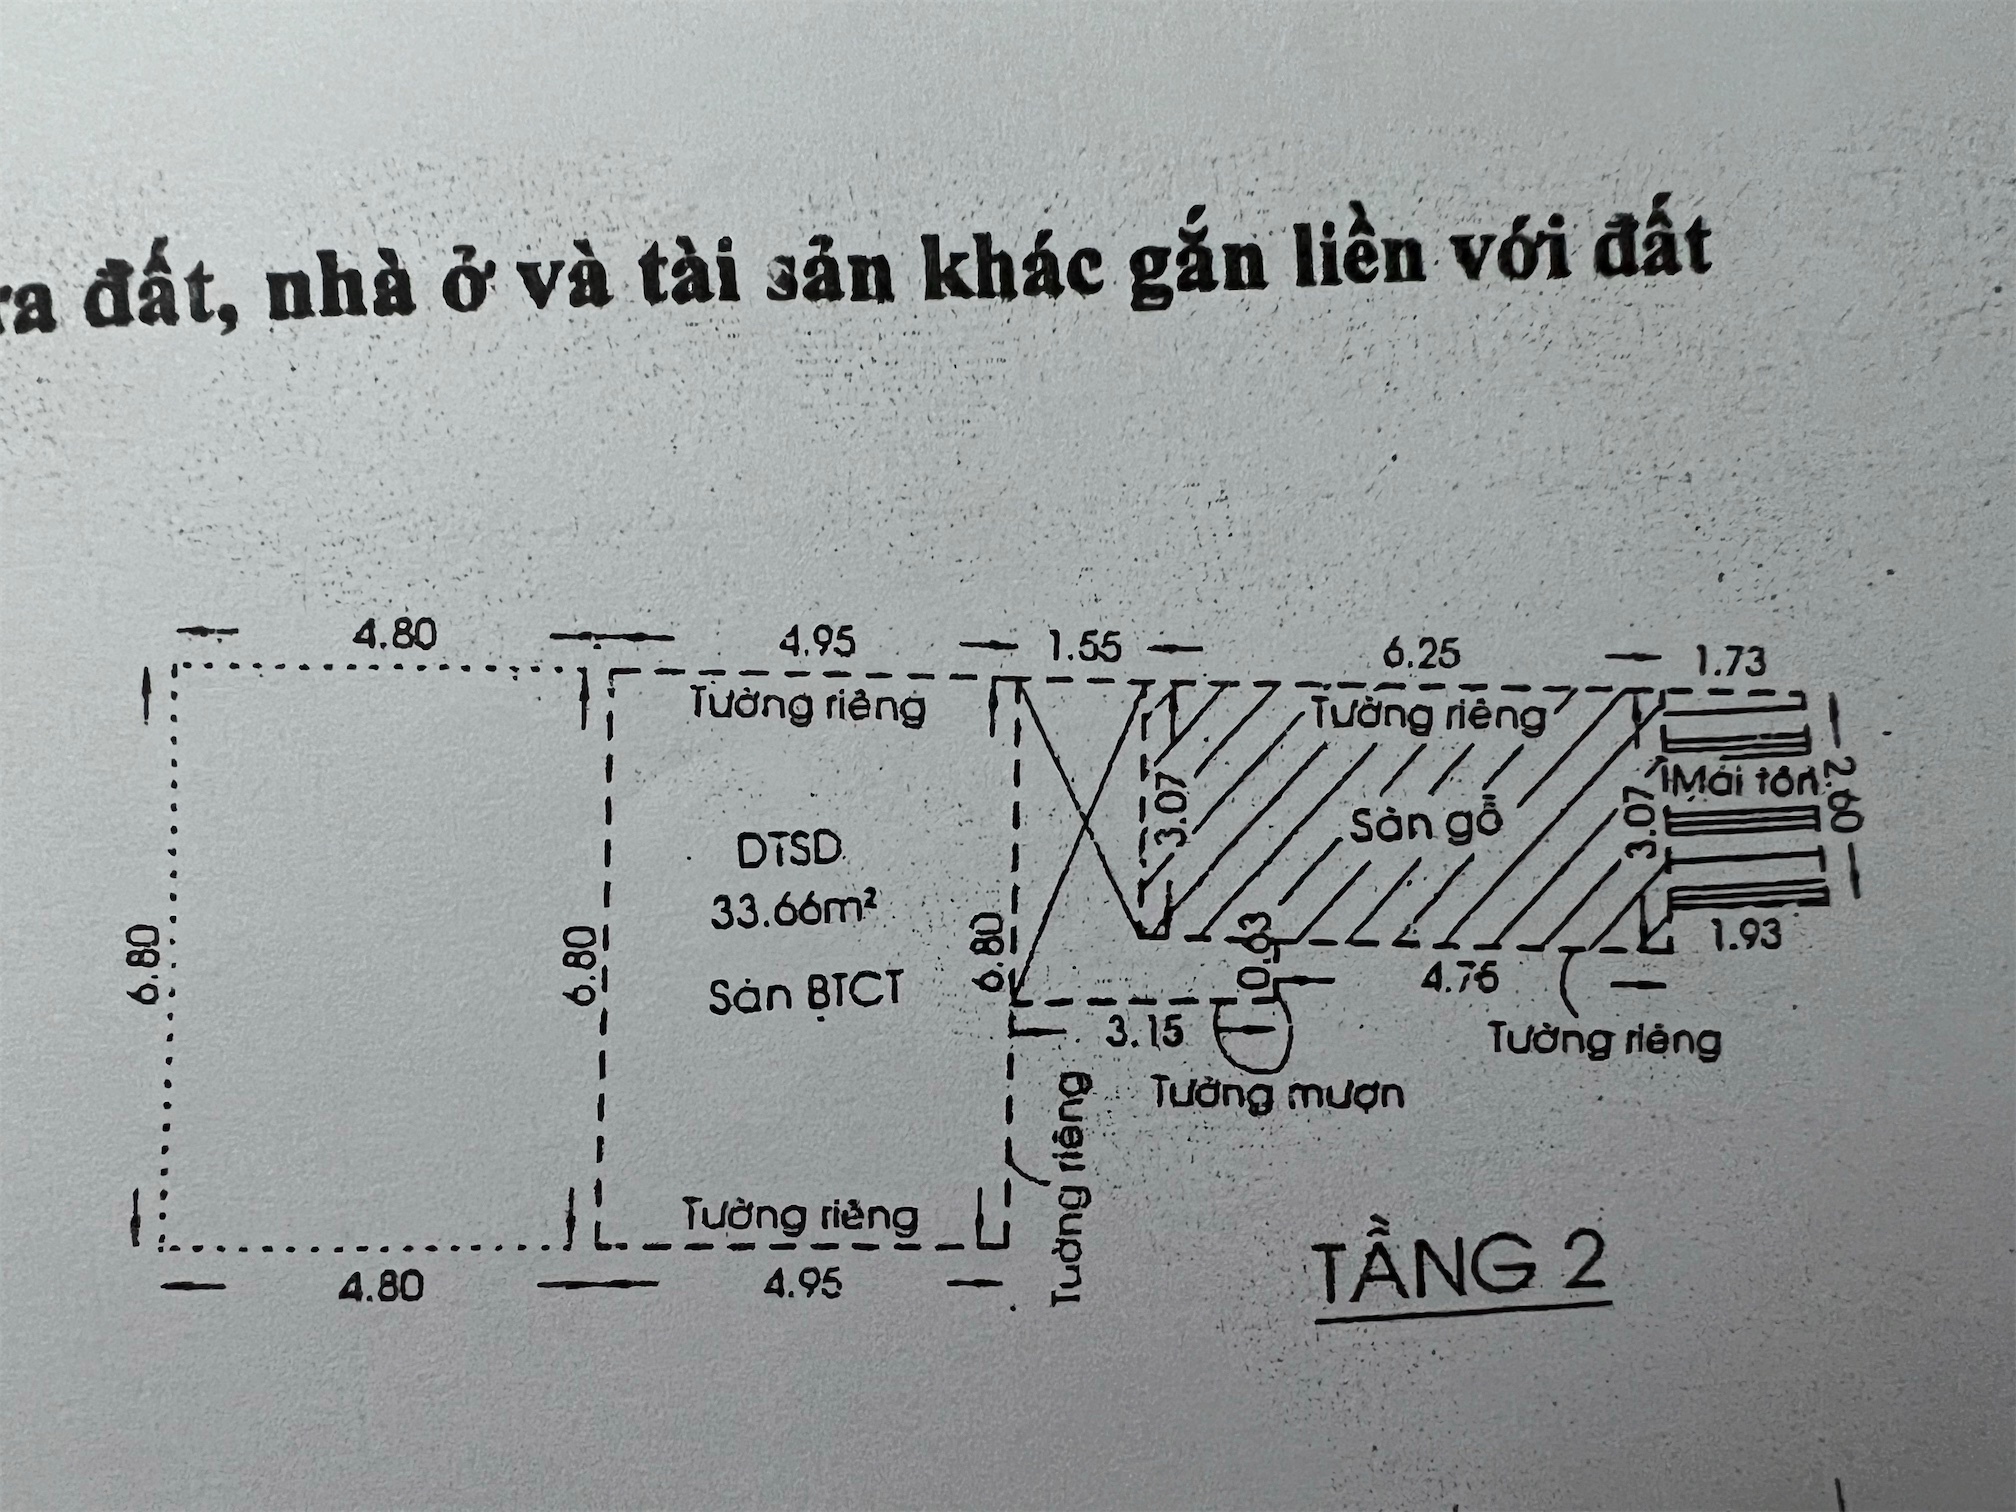 ra đất, nhà ở và tài sản khác gắn liền với đất
6.80
4.80
4.80
6.80
Tường riêng
4.95
DTSD
33.66m²
Sàn BTCT
Tường riêng
4.95
6.80
Tường riêng
1.55
3.15
Tường mượn
3.07
0.63
Tường riêng
6.25
Sàn gỗ
4.76
Tường riêng
3.07
1.73
Mái tôn
1.93
2.60
TẦNG 2